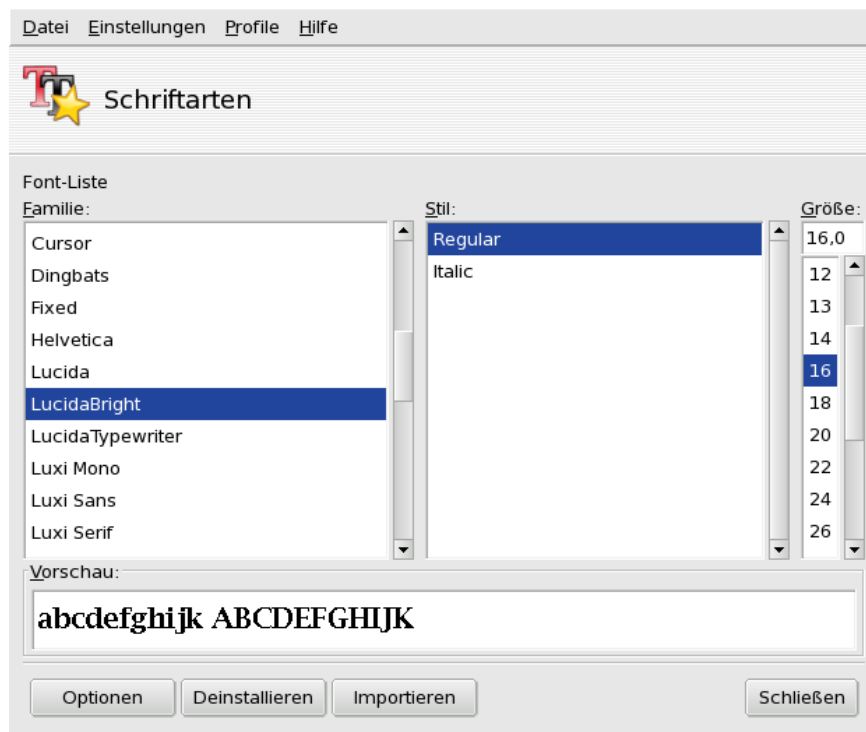 Datei Einstellungen Profile Hilfe
Schriftarten
Font-Liste
Familie:
Cursor
Dingbats
Fixed
Helvetica
Lucida
LucidaBright
LucidaTypewriter
Luxi Mono
Luxi Sans
Luxi Serif
Stil:
Regular
Italic
Größe:
16,0
12
13
14
16
18
20
22
24
26
Vorschau:
abcdefghijk ABCDEFGHIJK
Optionen Deinstallieren Importieren Schließen